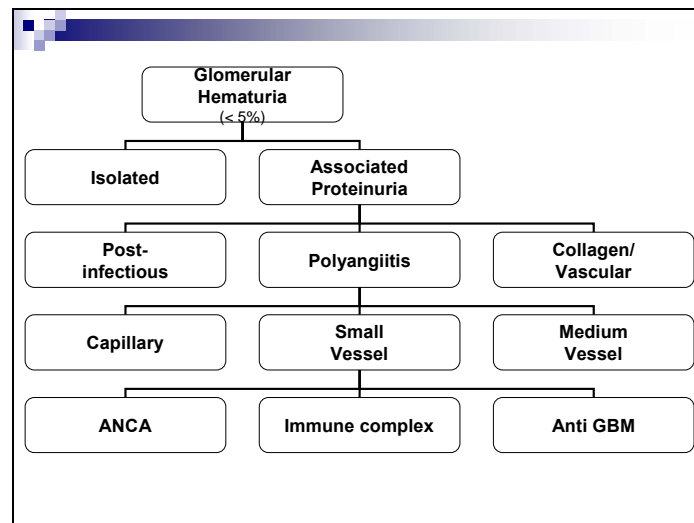 Glomerular
Hematuria
(< 5%)
Isolated
Associated
Proteinuria
Post-
infectious
Polyangiitis
Collagen/
Vascular
Capillary
Small
Vessel
Medium
Vessel
ANCA
Immune complex
Anti GBM